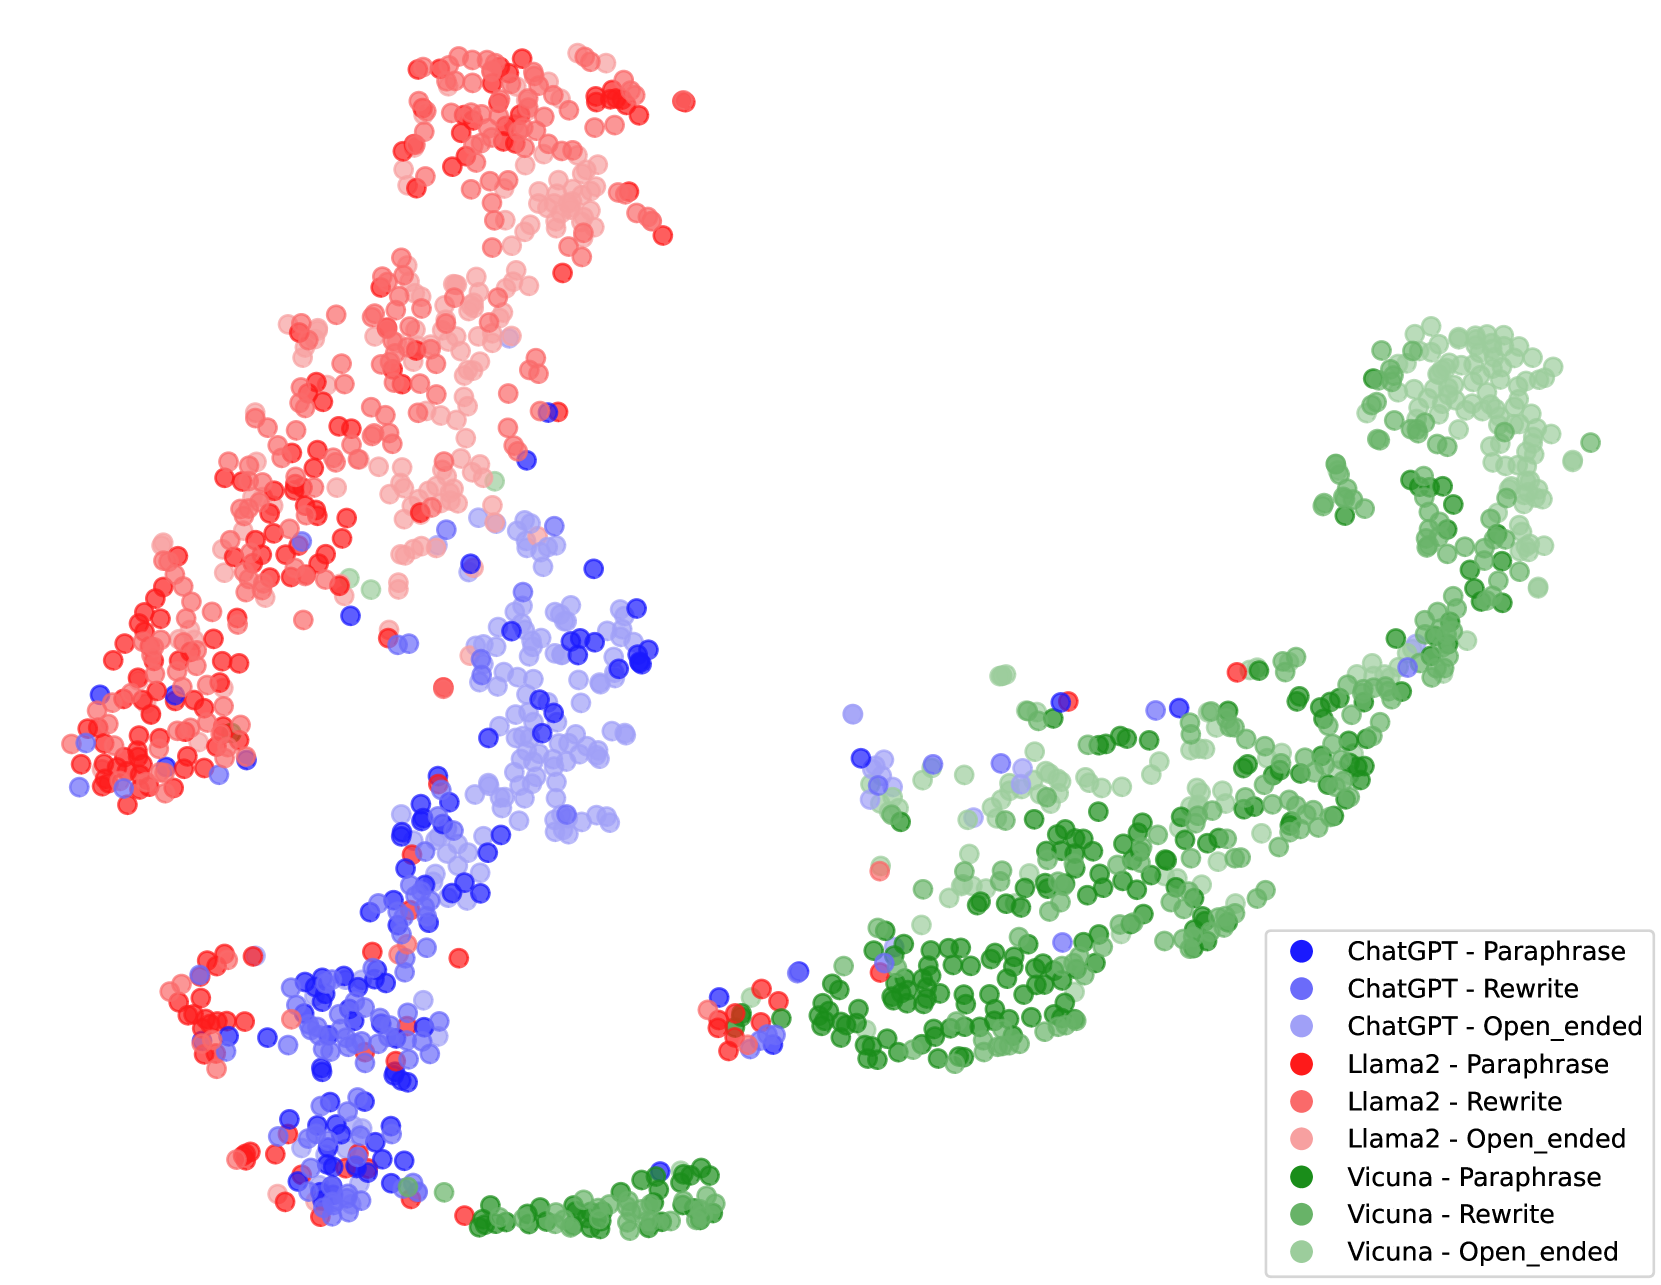 ChatGPT - Paraphrase
ChatGPT - Rewrite
ChatGPT - Open_ended
Llama2 - Paraphrase
Llama2 - Rewrite
Llama2 - Open_ended
Vicuna - Paraphrase
Vicuna - Rewrite
Vicuna - Open_ended